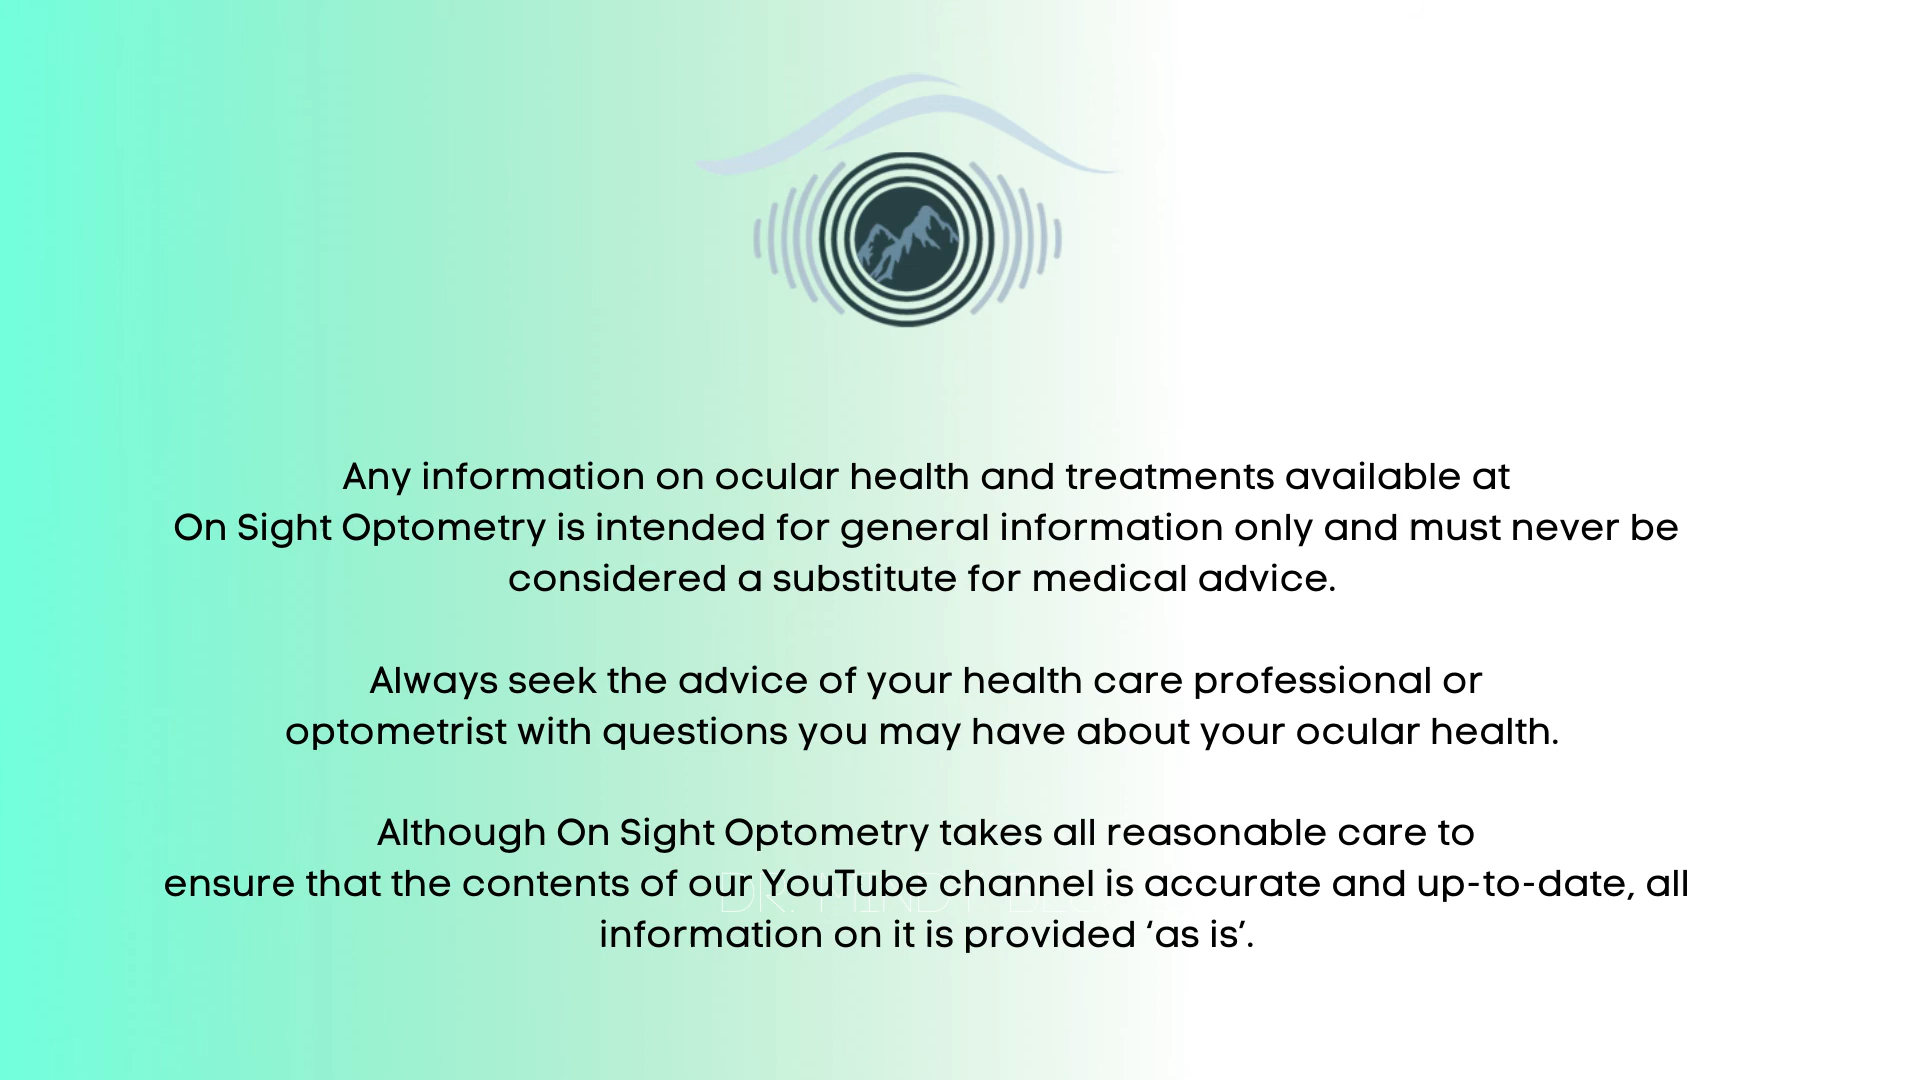 Any information on ocular health and treatments available at
On Sight Optometry is intended for general information only and must never be
considered a substitute for medical advice.
Always seek the advice of your health care professional or
optometrist with questions you may have about your ocular health.
Although On Sight Optometry takes all reasonable care to
ensure that the contents of our YouTube channel is accurate and up-to-date, all
information on it is provided ‘as is’.